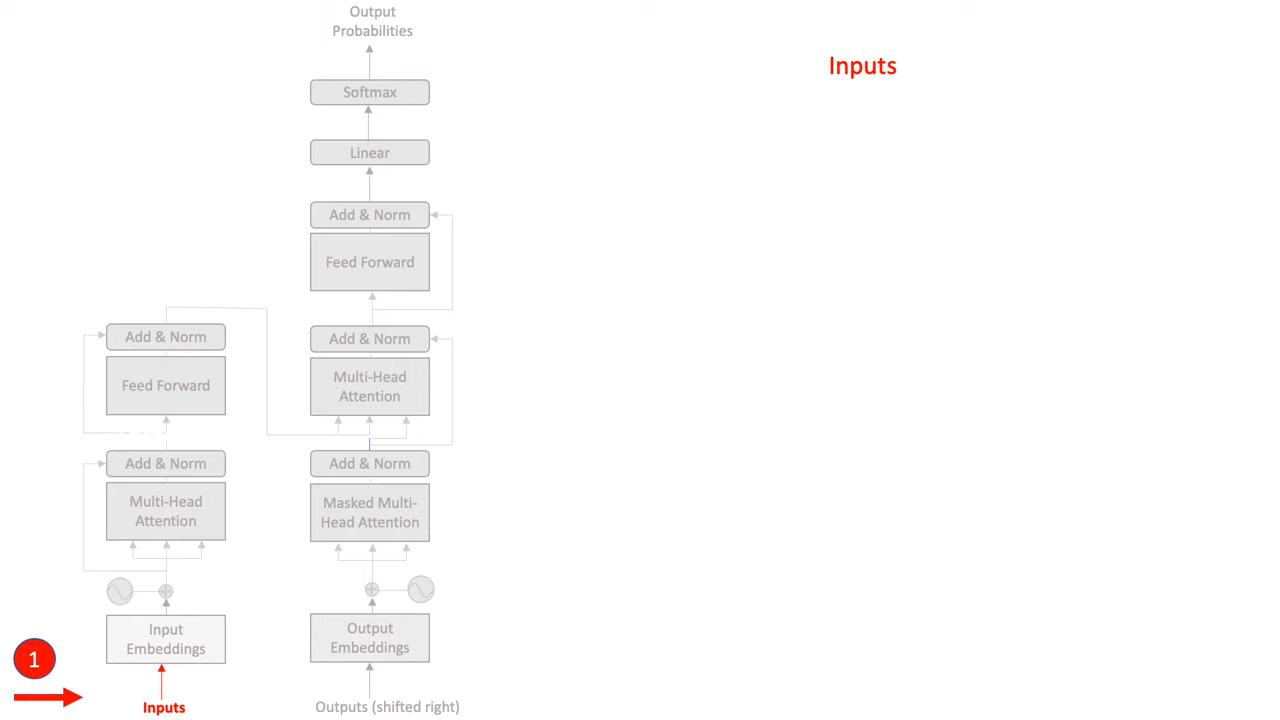 Output
Probabilities
Inputs
Softmax
Linear
Add & Norm
Feed Forward
Add & Norm
Multi-Head
Attention
Add & Norm
Masked Multi-
Head Attention
Output
Embeddings
Outputs (shifted right)
Add & Norm
Feed Forward
Add & Norm
Multi-Head
Attention
Input
Embeddings
1
Inputs